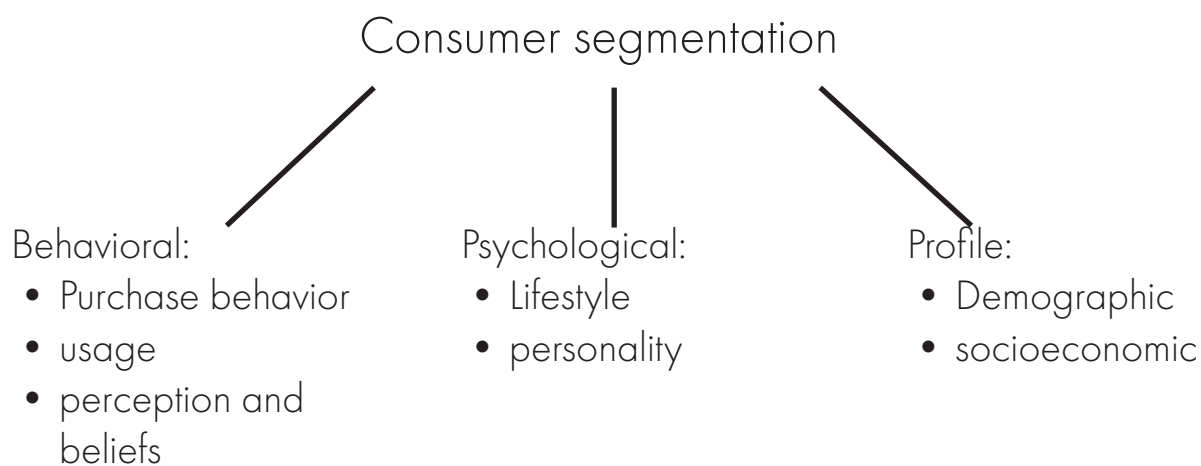 Consumer segmentation
Behavioral:
• Purchase behavior
• usage
• perception and
beliefs
Psychological:
• Lifestyle
• personality
Profile:
• Demographic
• socioeconomic